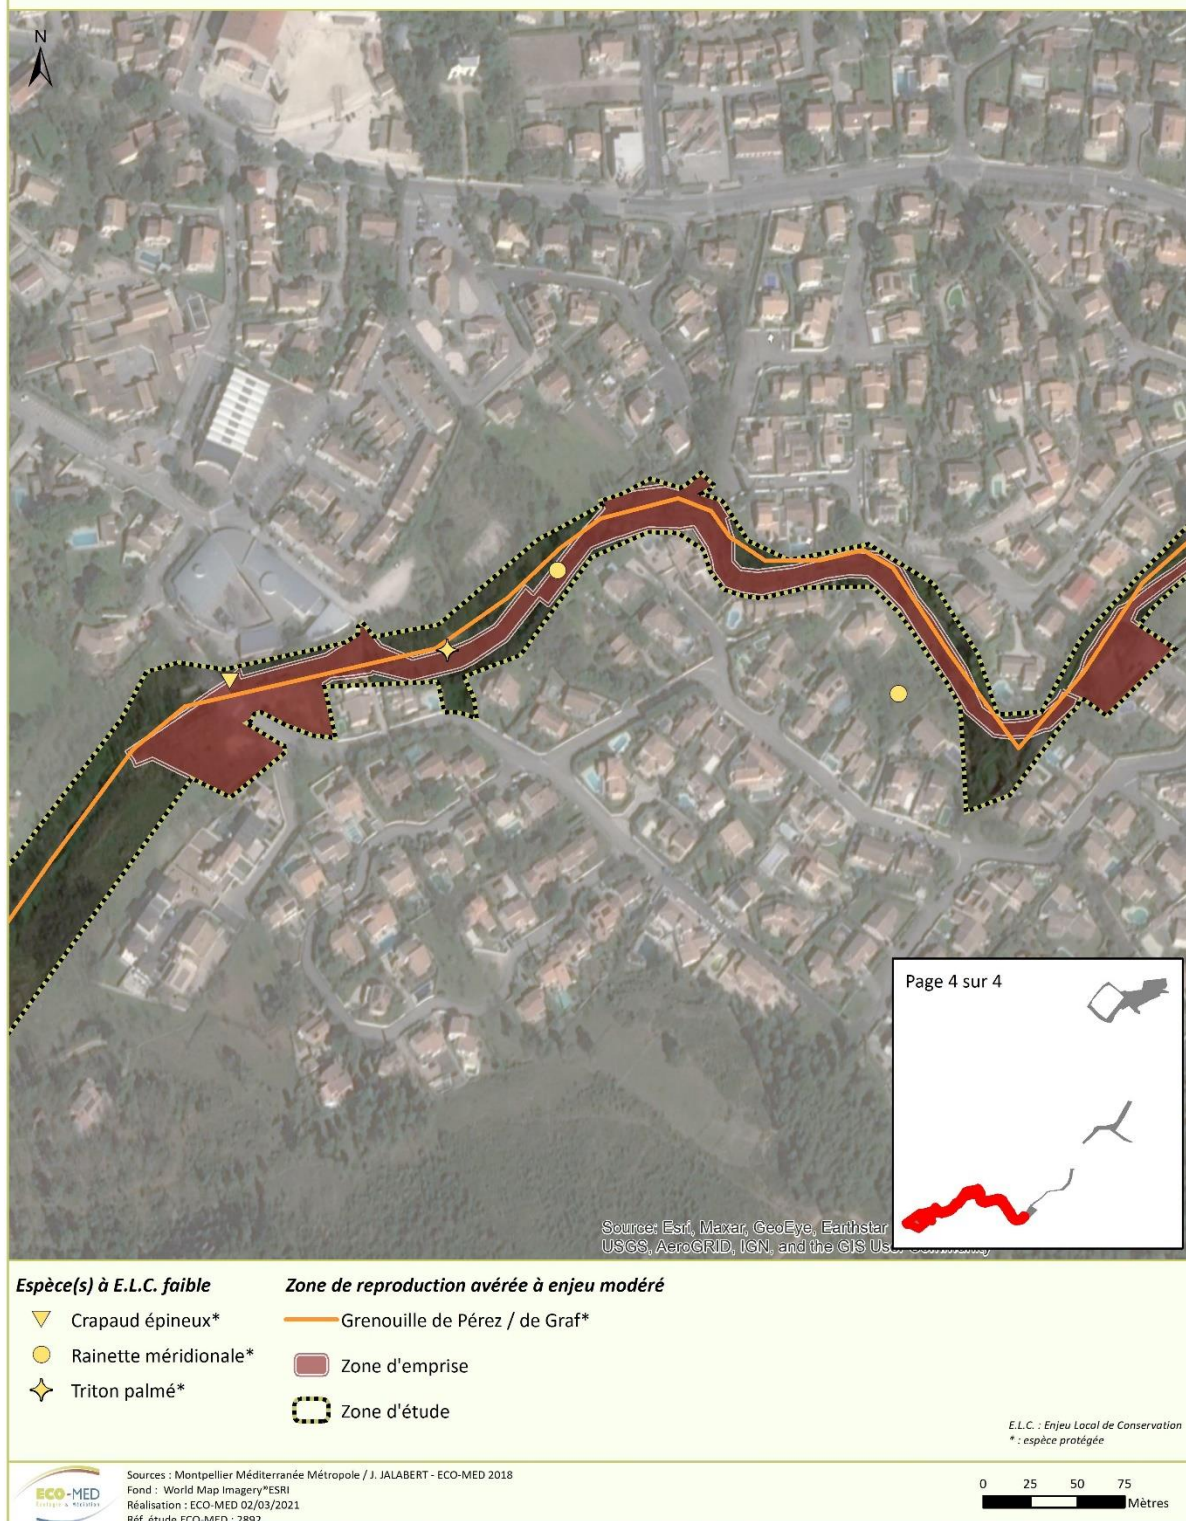 N
Page 4 sur 4
Source: Esri, Maxar, GeoEye, Earthstar
USGS, AeroGRID, IGN, and the GIS User Community
Espèce(s) à E.L.C. faible
Crapaud épineux*
Rainette méridionale*
Triton palmé*
Zone de reproduction avérée à enjeu modéré
Grenouille de Pérez / de Graf*
Zone d'emprise
Zone d'étude
E.L.C. : Enjeu Local de Conservation
* : espèce protégée
ECO-MED
Écologie & Médiation
Sources : Montpellier Méditerranée Métropole / J. JALABERT - ECO-MED 2018
Fond : World Map Imagery®ESRI
Réalisation : ECO-MED 02/03/2021
Réf. étude ECO-MED : 2892
0 25 50 75
Mètres